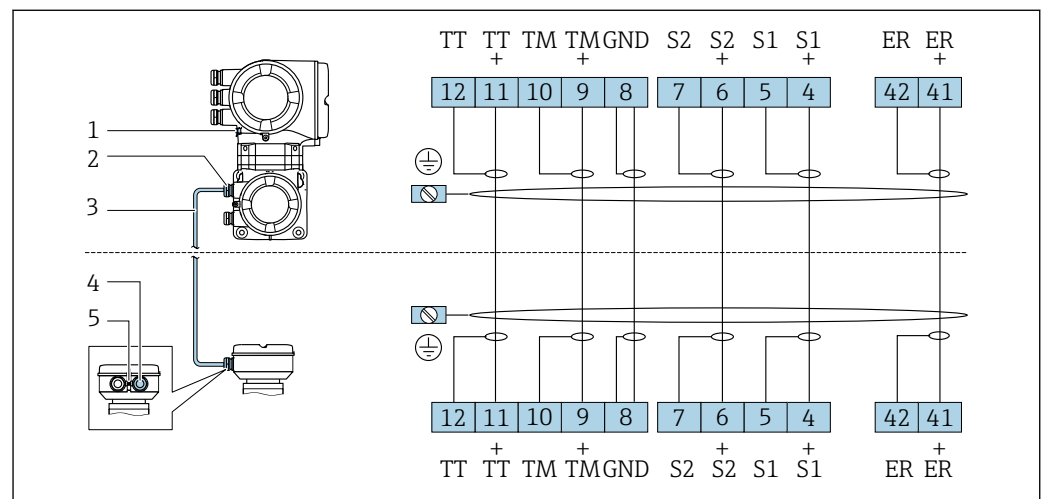 TT TT TM TM GND S2 S2 S1 S1 ER ER
+ + + + +
12 11 10 9 8 7 6 5 4 42 41
1
2
3
4
5
12 11 10 9 8 7 6 5 4 42 41
+ + + + +
TT TT TM TM GND S2 S2 S1 S1 ER ER